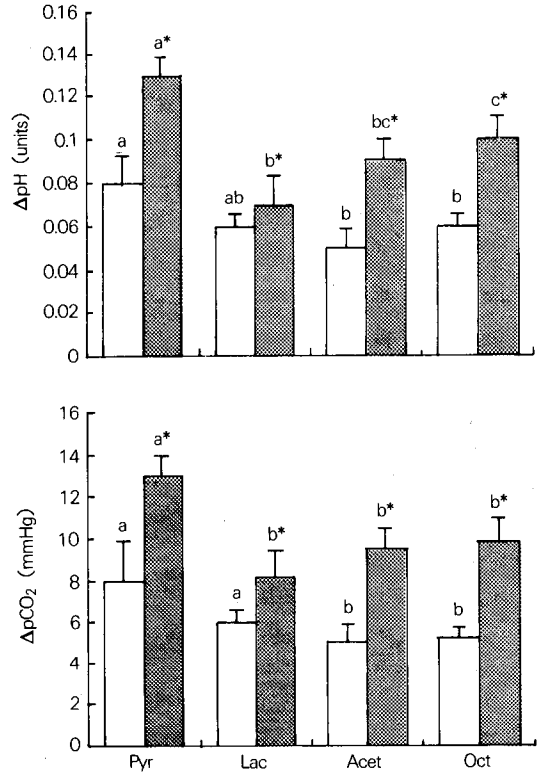 0.16
0.14
0.12
0.1
0.08
0.06
0.04
0.02
0
ΔpH (units)
a
a*
ab
b*
b
bc*
b
c*
16
14
12
10
8
6
4
2
0
ΔpCO₂ (mmHg)
a
a*
a
b*
b
b*
b
b*
Pyr Lac Acet Oct